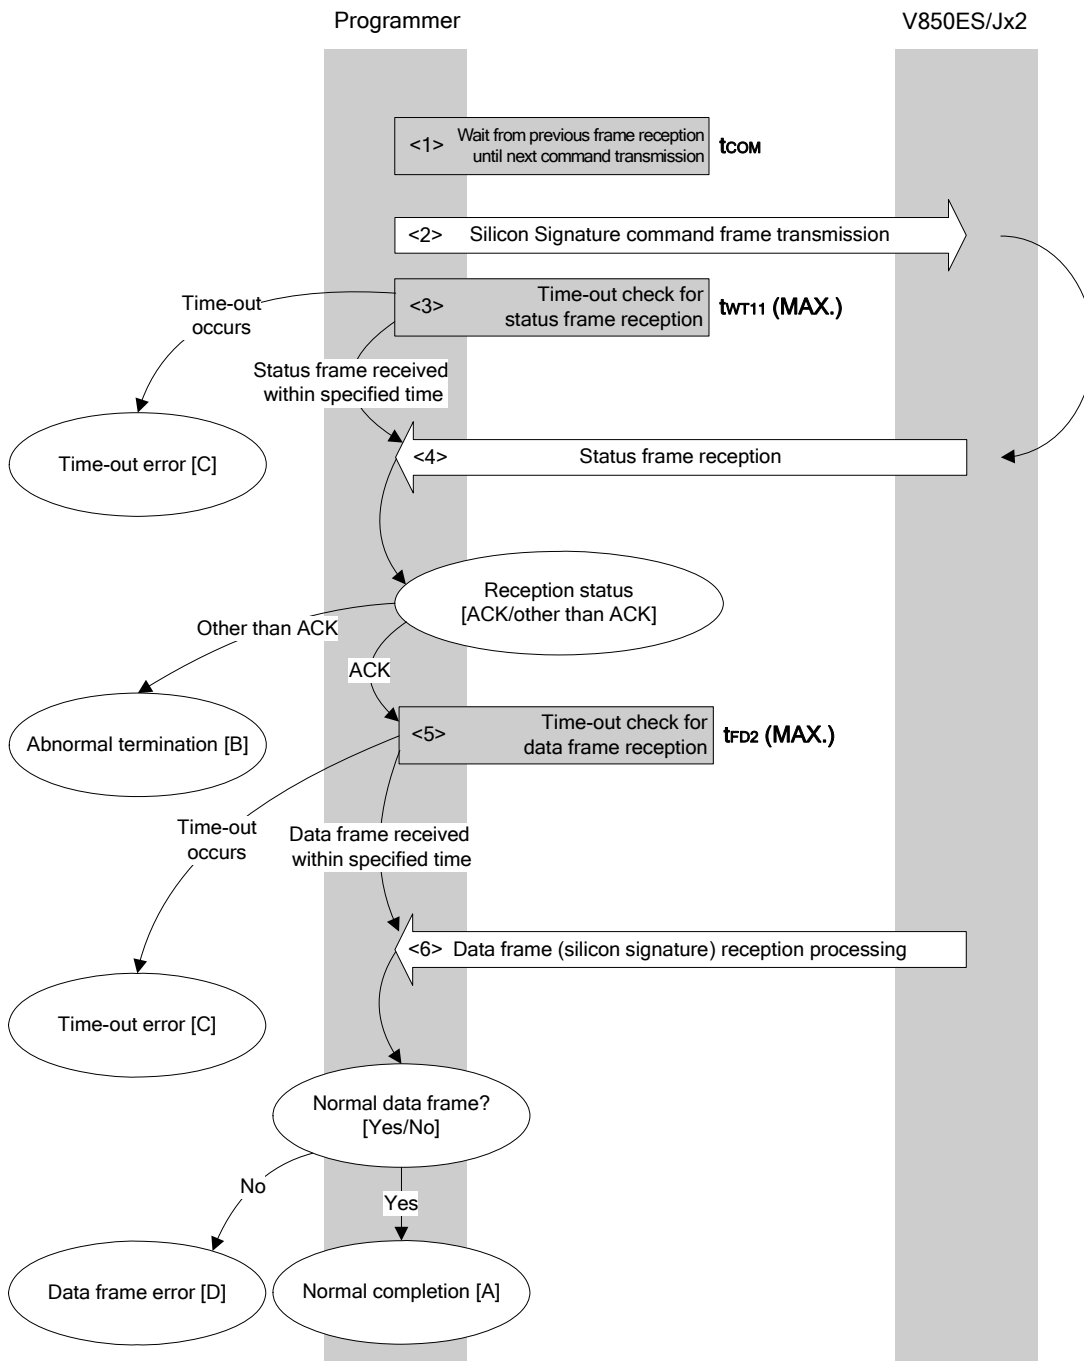 Programmer
V850ES/Jx2
<1>
Wait from previous frame reception
until next command transmission
tCOM
<2>
Silicon Signature command frame transmission
Time-out
occurs
<3>
Time-out check for
status frame reception
tWT11 (MAX.)
Status frame received
within specified time
Time-out error [C]
<4>
Status frame reception
Reception status
[ACK/other than ACK]
Other than ACK
ACK
Abnormal termination [B]
<5>
Time-out check for
data frame reception
tFD2 (MAX.)
Time-out
occurs
Data frame received
within specified time
<6> Data frame (silicon signature) reception processing
Time-out error [C]
Normal data frame?
[Yes/No]
No
Yes
Data frame error [D]
Normal completion [A]